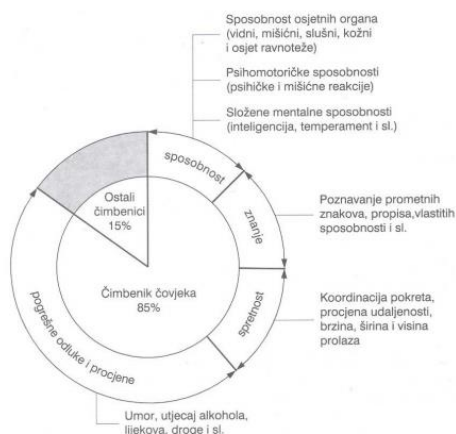 Sposobnost osjetnih organa
(vidni, mišićni, slušni, kožni
i osjet ravnoteže)
Psihomotoričke sposobnosti
(psihičke i mišićne reakcije)
Složene mentalne sposobnosti
(inteligencija, temperament i sl.)
sposobnost
Ostali
čimbenici
15%
znanje
Poznavanje prometnih
znakova, propisa,vlastitih
sposobnosti i sl.
Čimbenik čovjeka
85%
spretnost
Koordinacija pokreta,
procjena udaljenosti,
brzina, širina i visina
prolaza
pogrešne odluke i procjene
Umor, utjecaj alkohola,
lijekova, droge i sl.